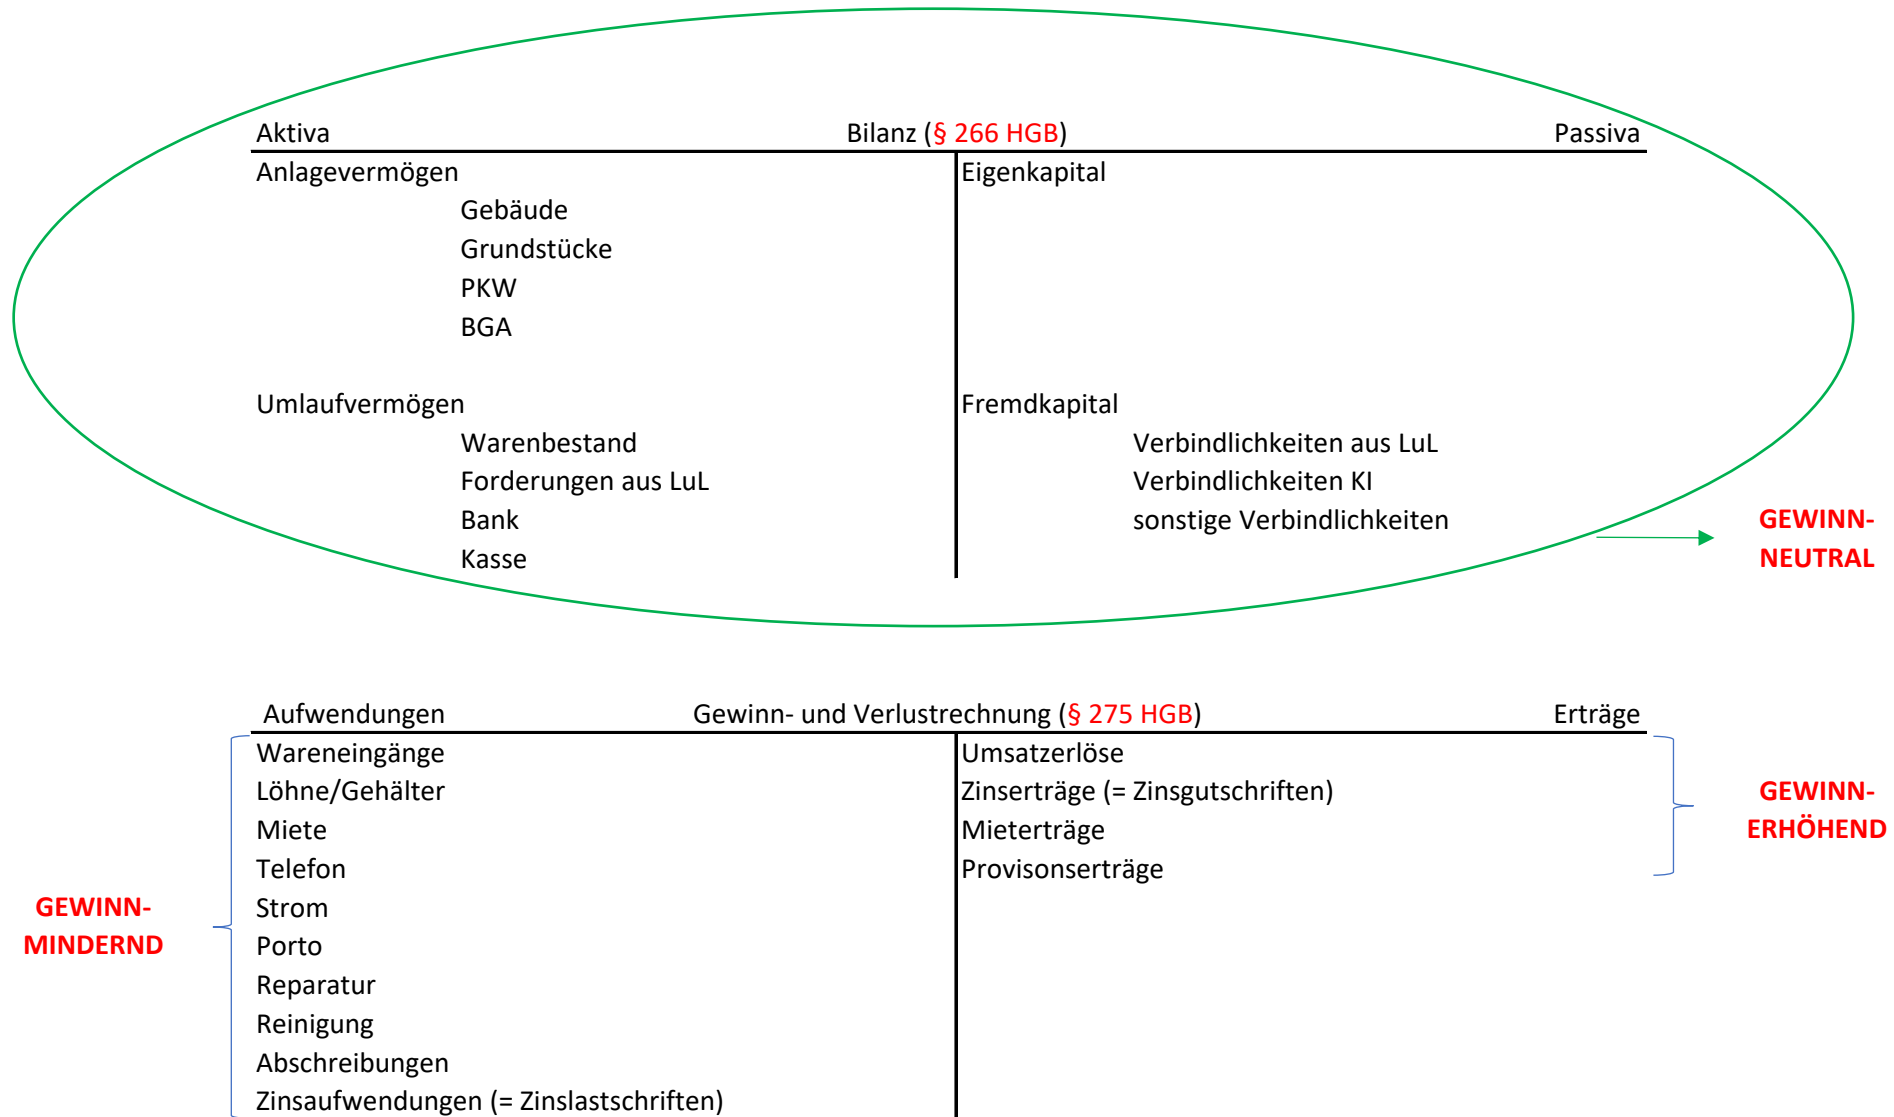 Aktiva Bilanz (§ 266 HGB) Passiva
Anlagevermögen Eigenkapital
Gebäude
Grundstücke
PKW
BGA
Umlaufvermögen Fremdkapital
Warenbestand Verbindlichkeiten aus LuL
Forderungen aus LuL Verbindlichkeiten KI
Bank sonstige Verbindlichkeiten
Kasse
GEWINN-
NEUTRAL
Aufwendungen Gewinn- und Verlustrechnung (§ 275 HGB) Erträge
Wareneingänge Umsatzerlöse
Löhne/Gehälter Zinserträge (= Zinsgutschriften)
Miete Mieterträge
Telefon Provisonserträge
Strom
Porto
Reparatur
Reinigung
Abschreibungen
Zinsaufwendungen (= Zinslastschriften)
GEWINN-
ERHÖHEND
GEWINN-
MINDERND